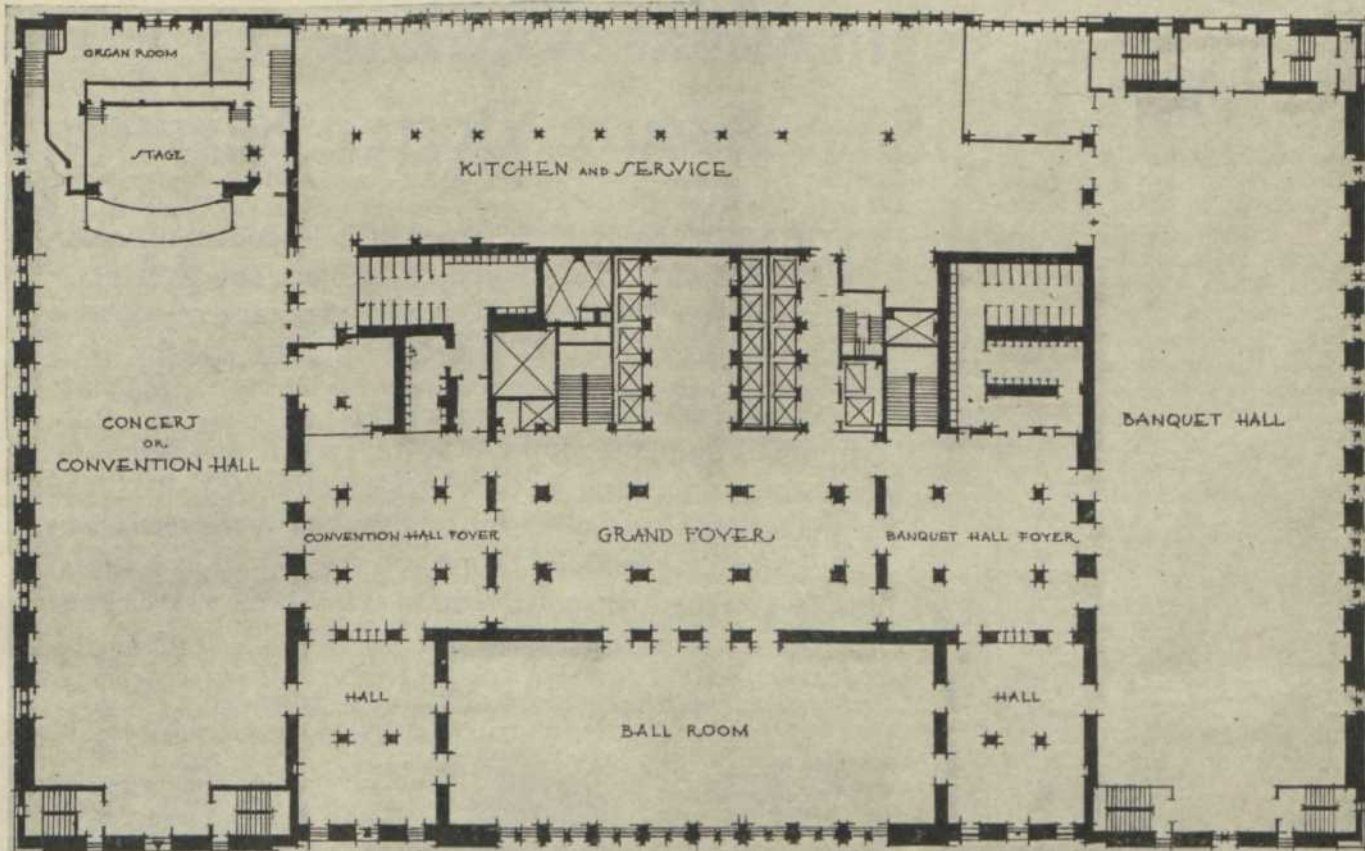 ORGAN ROOM
STAGE
KITCHEN AND SERVICE
CONCERT
OR
CONVENTION HALL
BANQUET HALL
CONVENTION HALL FOYER
GRAND FOYER
BANQUET HALL FOYER
HALL
HALL
BALL ROOM